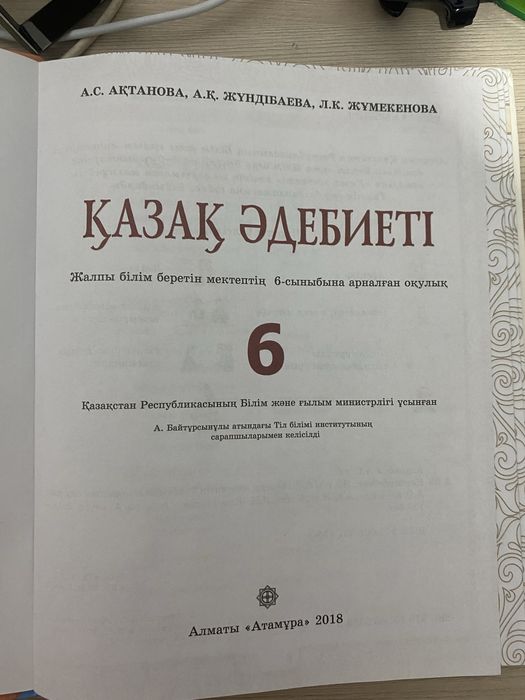 А.С. АҚТАНОВА, А.Қ. ЖҮНДІБАЕВА, Л.К. ЖҰМЕКЕНОВА
ҚАЗАҚ ӘДЕБИЕТІ
Жалпы білім беретін мектептің 6-сыныбына арналған оқулық
6
Қазақстан Республикасының Білім және ғылым министрлігі ұсынған
А. Байтұрсынұлы атындағы Тіл білімі институтының
сарапшыларымен келісілді
Алматы «Атамұра» 2018